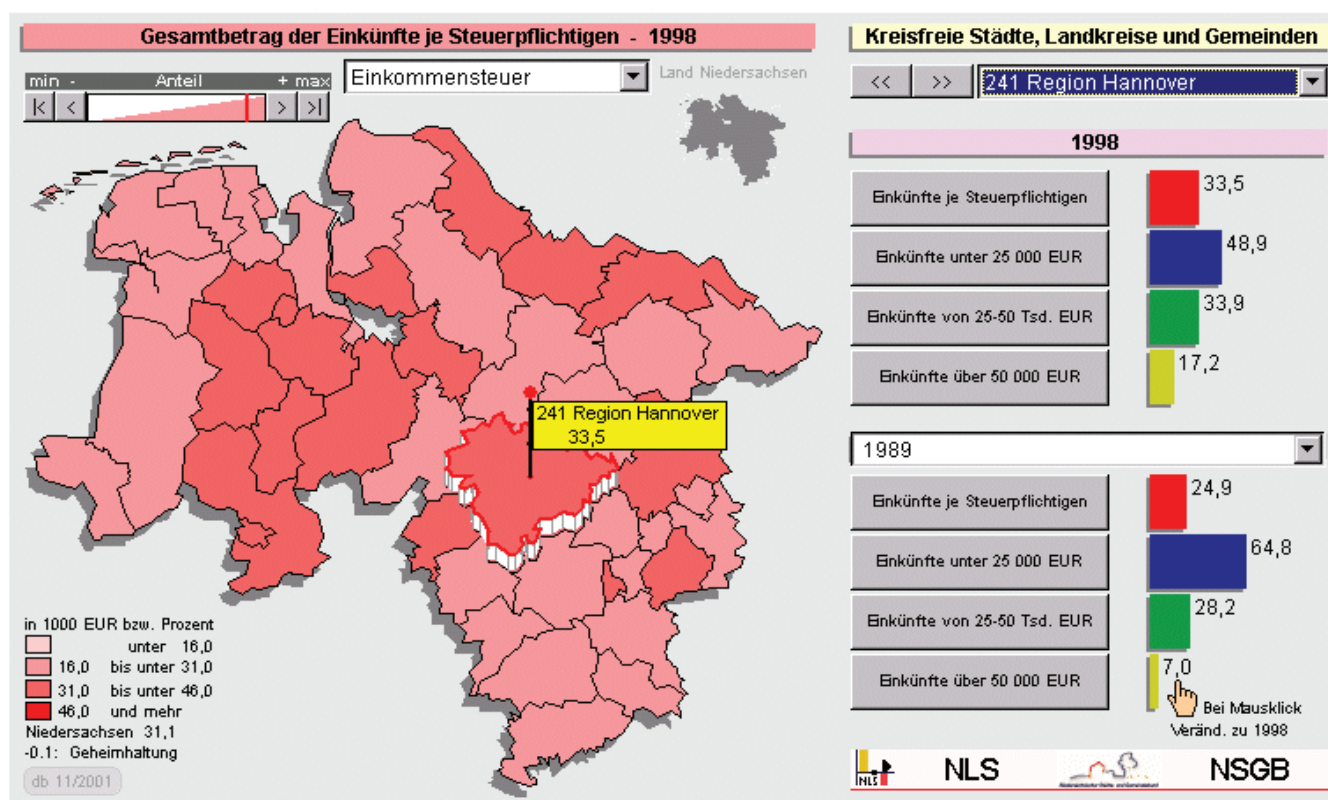 Gesamtbetrag der Einkünfte je Steuerpflichtigen - 1998
min - Anteil + max
Einkommensteuer
Land Niedersachsen
241 Region Hannover
33,5
in 1000 EUR bzw. Prozent
unter 16,0
16,0 bis unter 31,0
31,0 bis unter 46,0
46,0 und mehr
Niedersachsen 31,1
-0.1: Geheimhaltung
db 11/2001
Kreisfreie Städte, Landkreise und Gemeinden
<< >> 241 Region Hannover
1998
Einkünfte je Steuerpflichtigen 33,5
Einkünfte unter 25 000 EUR 48,9
Einkünfte von 25-50 Tsd. EUR 33,9
Einkünfte über 50 000 EUR 17,2
1989
Einkünfte je Steuerpflichtigen 24,9
Einkünfte unter 25 000 EUR 64,8
Einkünfte von 25-50 Tsd. EUR 28,2
Einkünfte über 50 000 EUR 7,0
Bei Mausklick
Veränd. zu 1998
NLS NLS NSGB